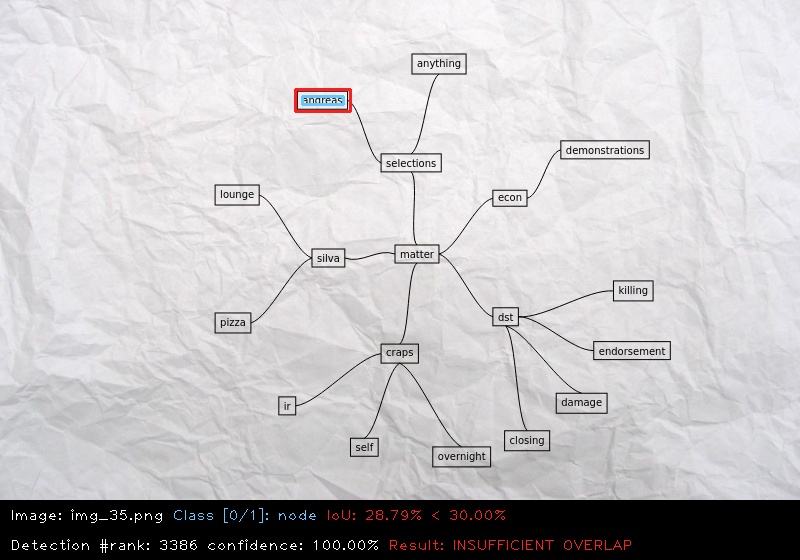 anything
selections
demonstrations
econ
lounge
silva
matter
killing
dst
pizza
endorsement
craps
damage
ir
closing
self
overnight
Image: img_35.png Class [0/1]: node IoU: 28.79% < 30.00%
Detection #rank: 3386 confidence: 100.00% Result: INSUFFICIENT OVERLAP